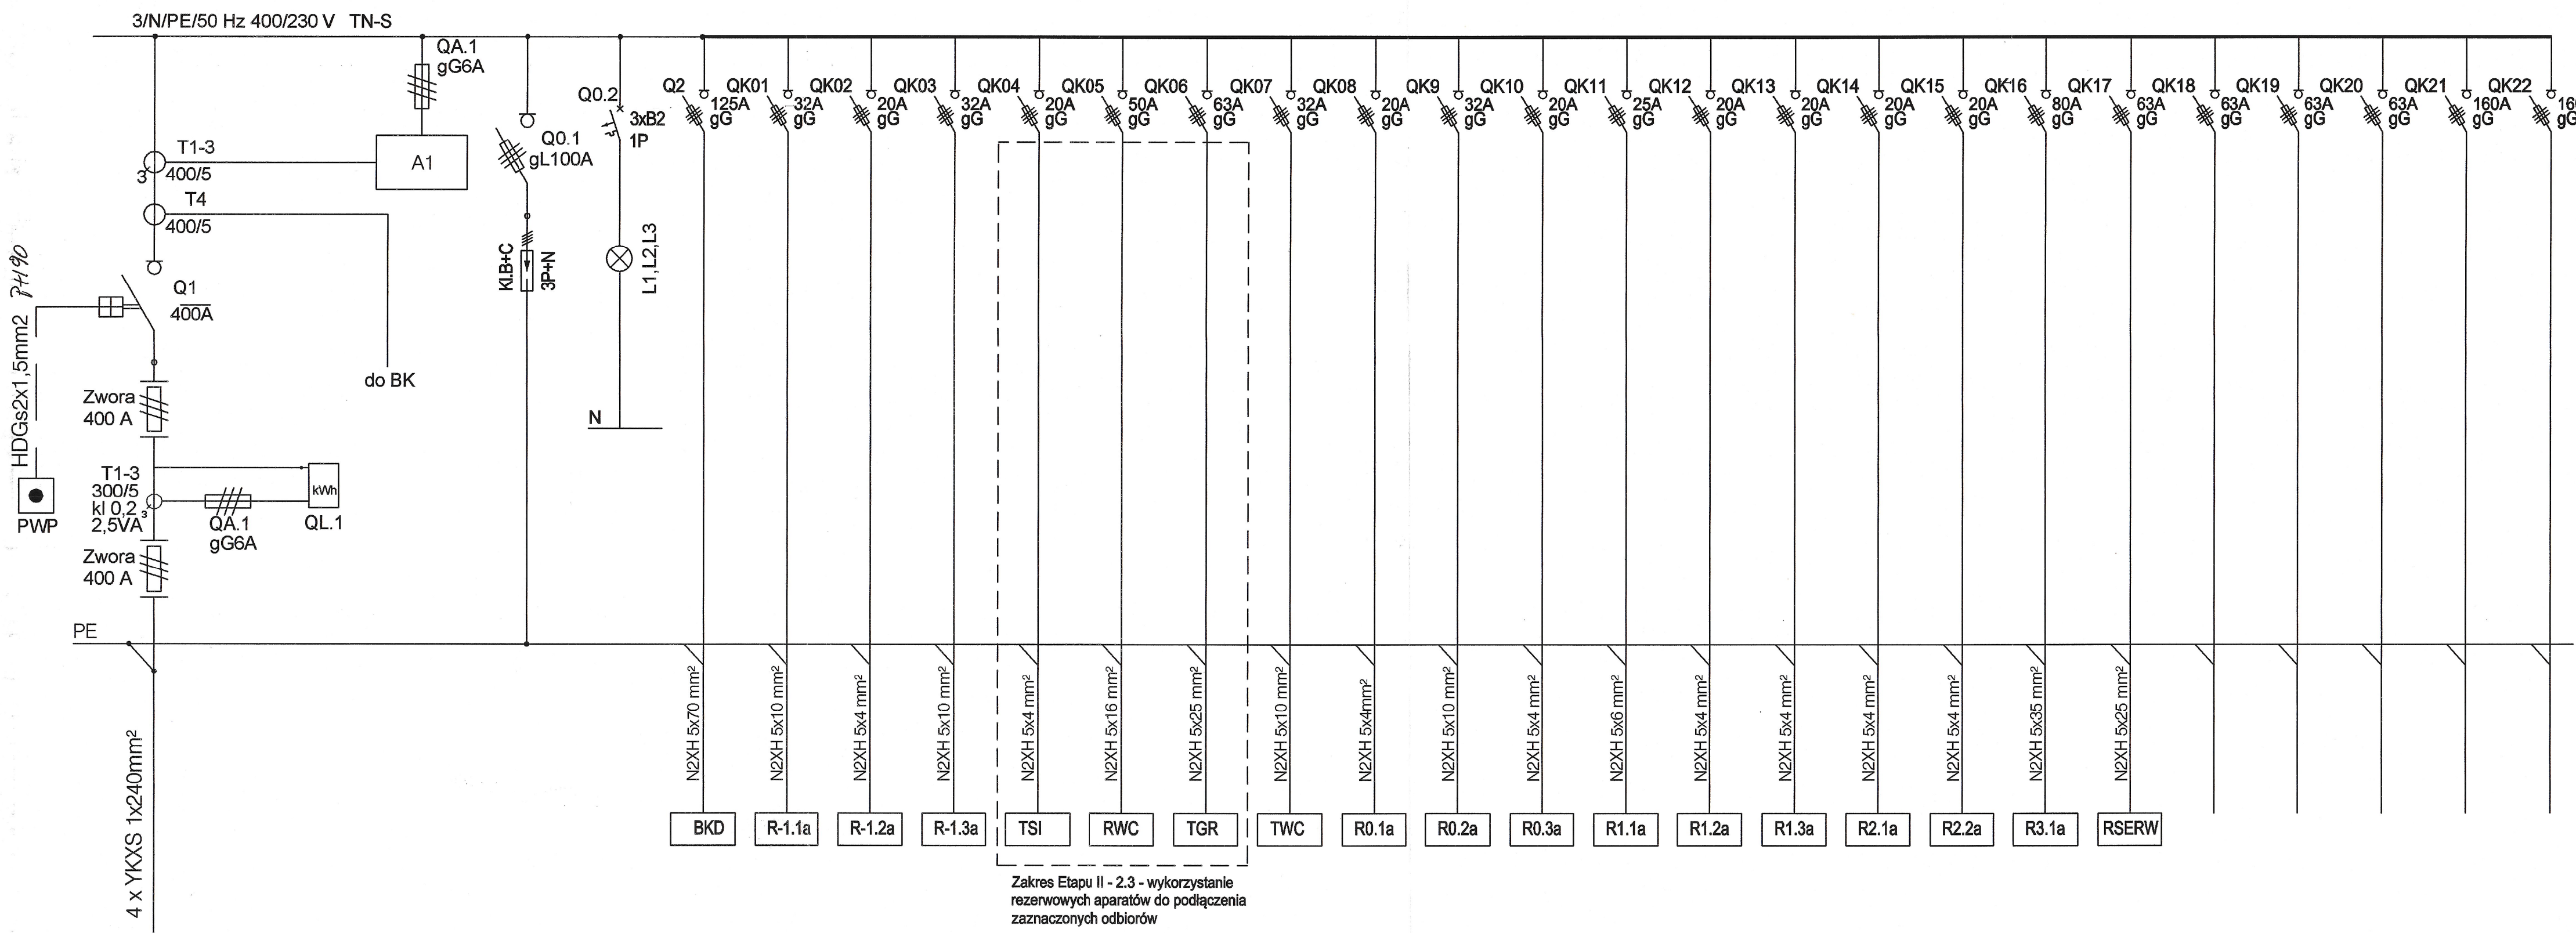 3/N/PE/50 Hz 400/230 V TN-S
QA.1
gG6A
A1
T1-3
400/5
3
T4
400/5
do BK
Q1
400A
HDGs2x1,5mm2 PH90
PWP
Zwora
400 A
T1-3
300/5
kl 0,2
2,5VA
3
QA.1
gG6A
kWh
QL.1
Zwora
400 A
PE
4 x YKXS 1x240mm²
Q0.1
gL100A
Kl.B+C
3P+N
Q0.2
3xB2
1P
L1,L2,L3
N
Q2
125A
gG
N2XH 5x70 mm²
BKD
QK01
32A
gG
N2XH 5x10 mm²
R-1.1a
QK02
20A
gG
N2XH 5x4 mm²
R-1.2a
QK03
32A
gG
N2XH 5x10 mm²
R-1.3a
QK04
20A
gG
N2XH 5x4 mm²
TSI
QK05
50A
gG
N2XH 5x16 mm²
RWC
QK06
63A
gG
N2XH 5x25 mm²
TGR
QK07
32A
gG
N2XH 5x10 mm²
TWC
QK08
20A
gG
N2XH 5x4mm²
R0.1a
QK9
32A
gG
N2XH 5x10 mm²
R0.2a
QK10
20A
gG
N2XH 5x4 mm²
R0.3a
QK11
25A
gG
N2XH 5x6 mm²
R1.1a
QK12
20A
gG
N2XH 5x4 mm²
R1.2a
QK13
20A
gG
N2XH 5x4 mm²
R1.3a
QK14
20A
gG
N2XH 5x4 mm²
R2.1a
QK15
20A
gG
N2XH 5x4 mm²
R2.2a
QK16
80A
gG
N2XH 5x35 mm²
R3.1a
QK17
63A
gG
N2XH 5x25 mm²
RSERW
QK18
63A
gG
QK19
63A
gG
QK20
63A
gG
QK21
160A
gG
QK22
16
gG
Zakres Etapu II - 2.3 - wykorzystanie
rezerwowych aparatów do podłączenia
zaznaczonych odbiorów